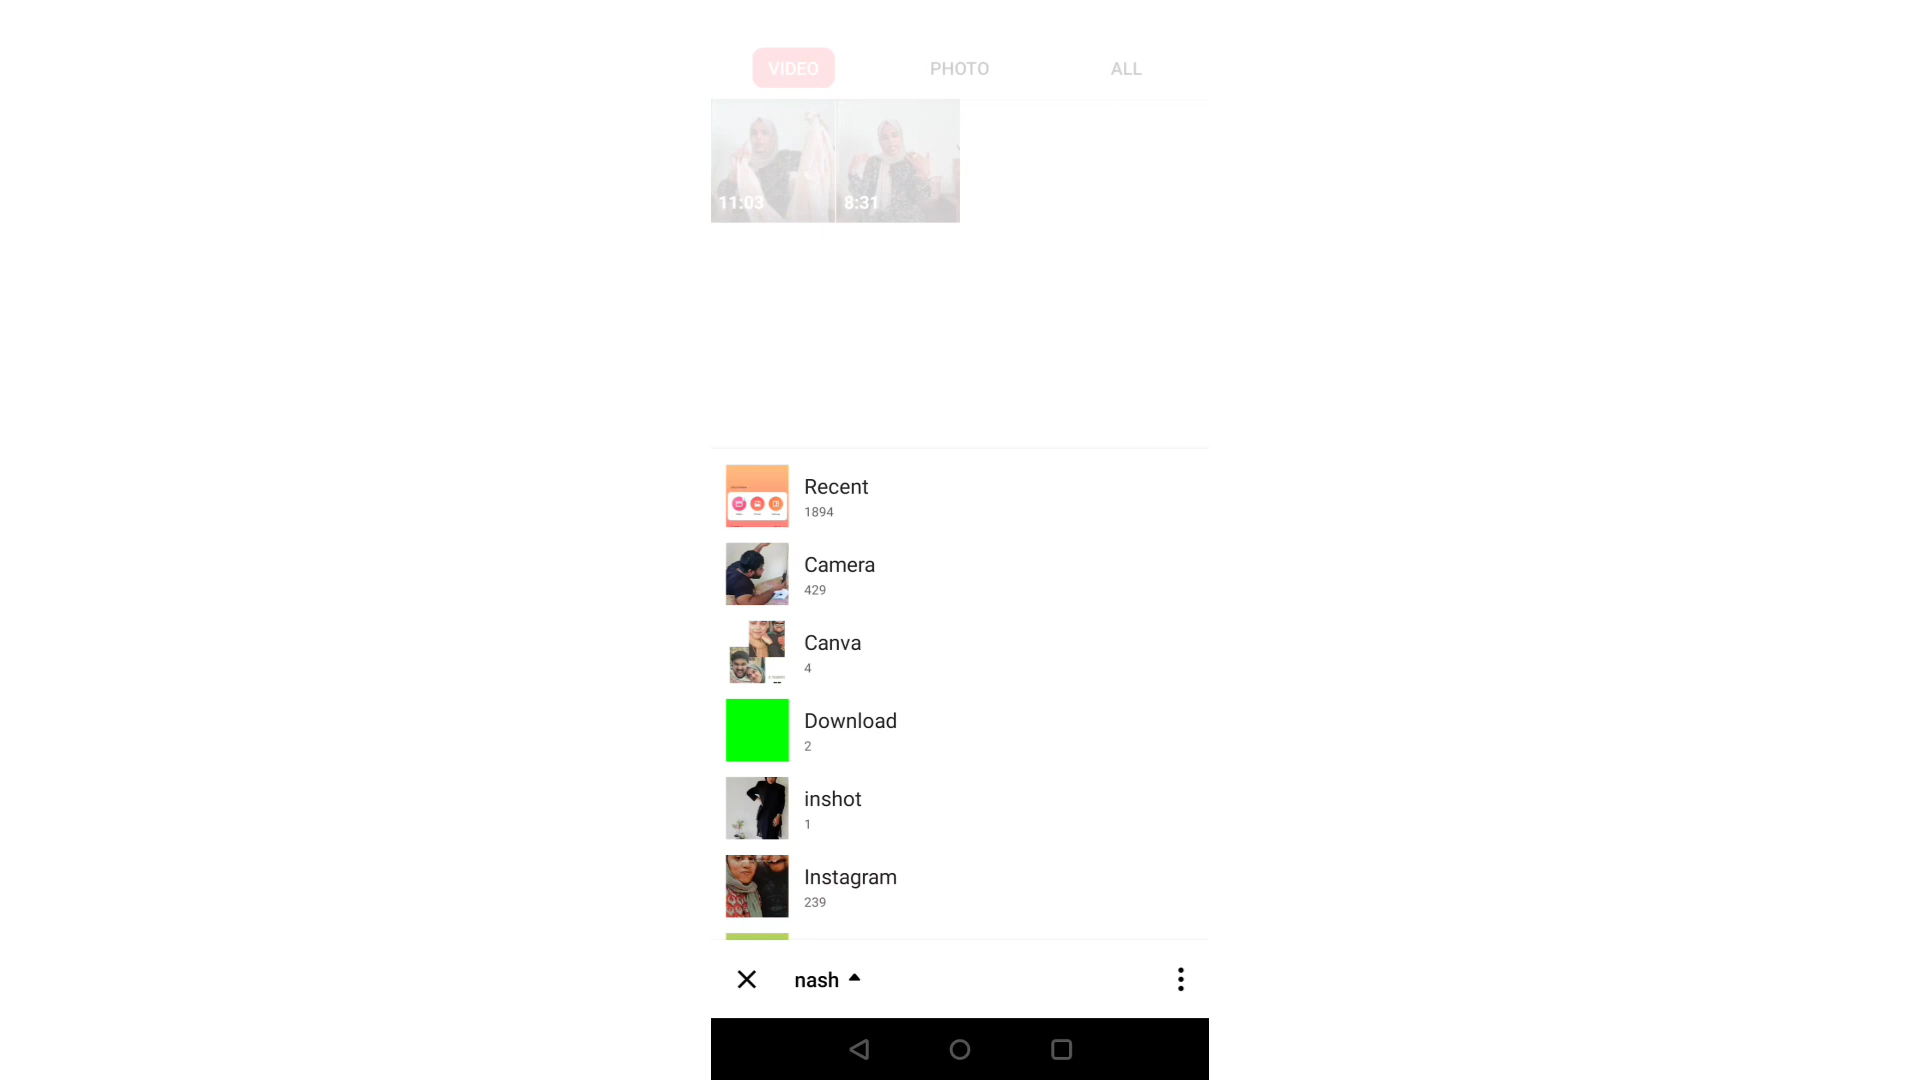 VIDEO PHOTO ALL
11:03 8:31
Recent
1894
Camera
429
Canva
4
Download
2
inshot
1
Instagram
239
nash